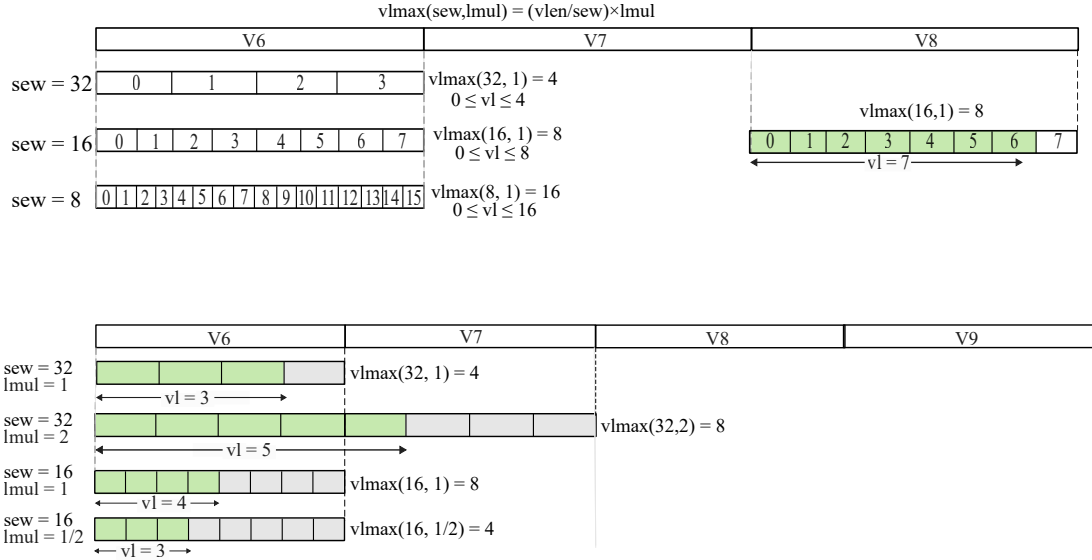 vlmax(sew,lmul) = (vlen/sew)×lmul
V6 V7 V8
sew = 32 0 1 2 3 vlmax(32, 1) = 4
0 ≤ vl ≤ 4
vlmax(16,1) = 8
sew = 16 0 1 2 3 4 5 6 7 vlmax(16, 1) = 8
0 ≤ vl ≤ 8
0 1 2 3 4 5 6 7
vl = 7
sew = 8 0 1 2 3 4 5 6 7 8 9 10 11 12 13 14 15 vlmax(8, 1) = 16
0 ≤ vl ≤ 16
V6 V7 V8 V9
sew = 32
lmul = 1
vlmax(32, 1) = 4
vl = 3
sew = 32
lmul = 2
vlmax(32,2) = 8
vl = 5
sew = 16
lmul = 1
vlmax(16, 1) = 8
vl = 4
sew = 16
lmul = 1/2
vlmax(16, 1/2) = 4
vl = 3